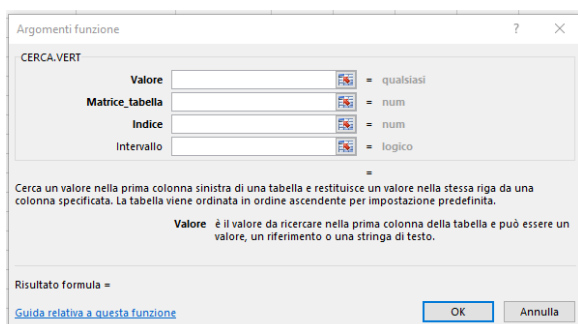 Argomenti funzione ? ×
CERCA.VERT
Valore = qualsiasi
Matrice_tabella = num
Indice = num
Intervallo = logico
=
Cerca un valore nella prima colonna sinistra di una tabella e restituisce un valore nella stessa riga da una
colonna specificata. La tabella viene ordinata in ordine ascendente per impostazione predefinita.
Valore è il valore da ricercare nella prima colonna della tabella e può essere un
valore, un riferimento o una stringa di testo.
Risultato formula =
Guida relativa a questa funzione OK Annulla